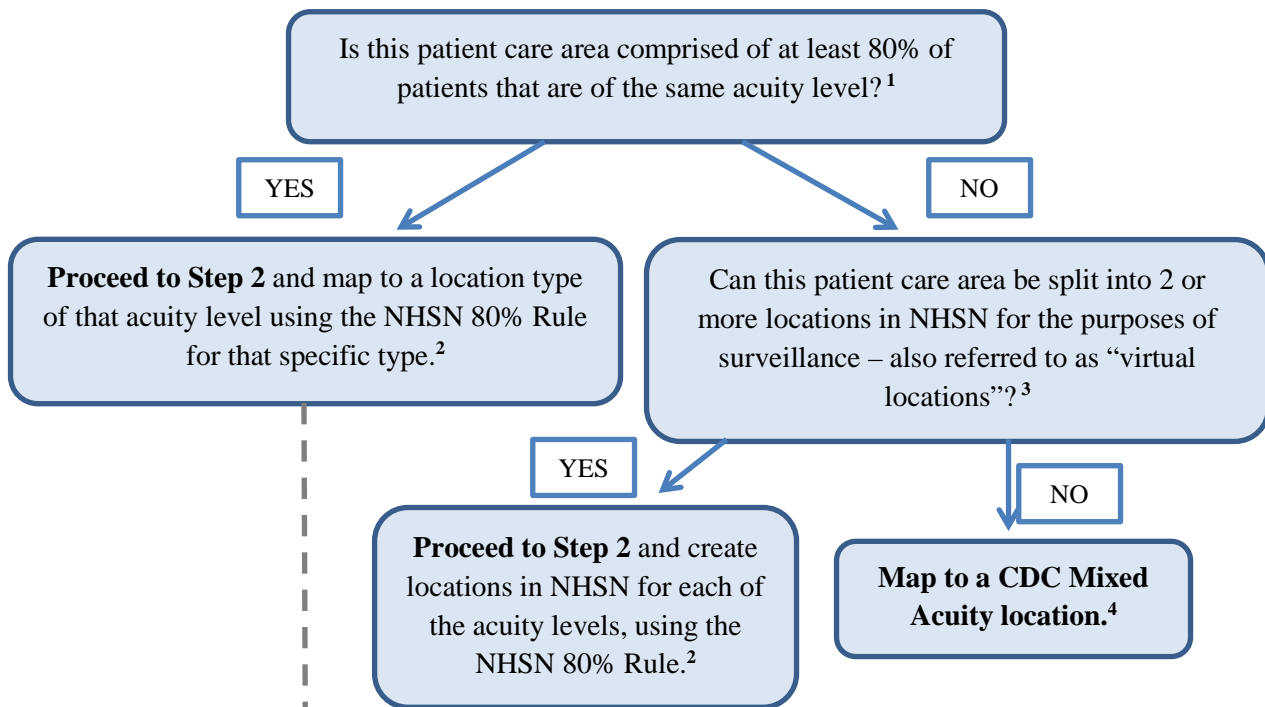 Is this patient care area comprised of at least 80% of
patients that are of the same acuity level? 1
YES
NO
Proceed to Step 2 and map to a location type
of that acuity level using the NHSN 80% Rule
for that specific type.2
Can this patient care area be split into 2 or
more locations in NHSN for the purposes of
surveillance – also referred to as “virtual
locations”? 3
YES
NO
Proceed to Step 2 and create
locations in NHSN for each of
the acuity levels, using the
NHSN 80% Rule.2
Map to a CDC Mixed
Acuity location.4